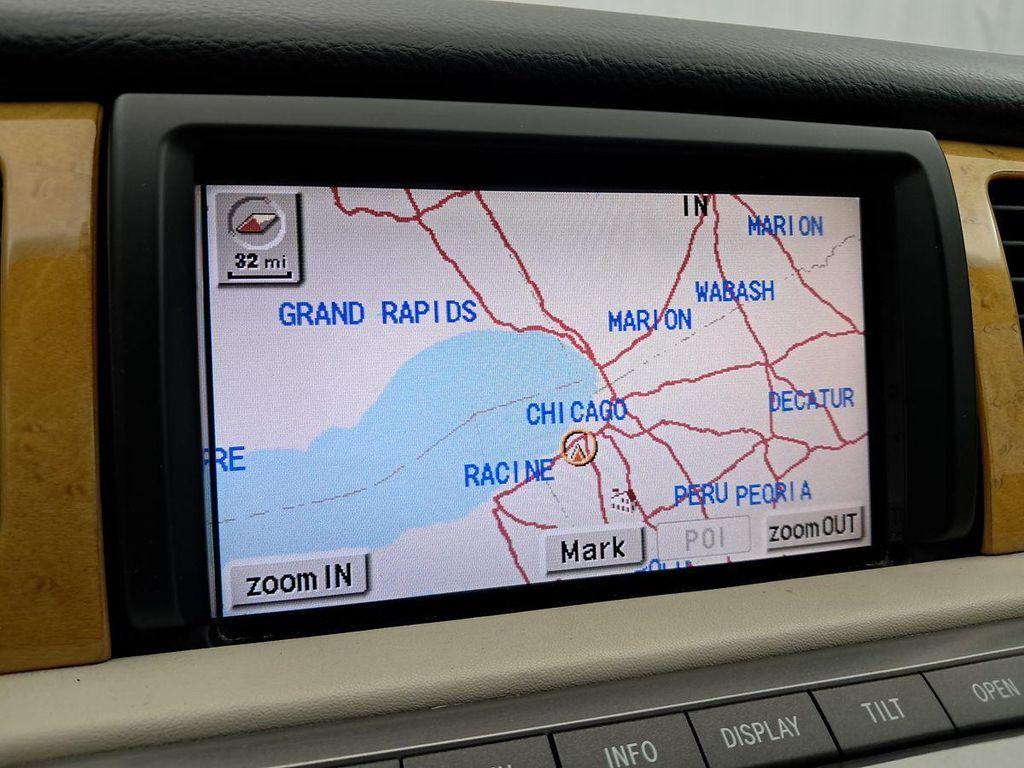 IN
MARION
32 mi
WABASH
GRAND RAPIDS
MARION
DECATUR
CHICAGO
RE
RACINE
PERU
PEORIA
zoom IN
Mark
POI
zoom OUT
INFO
DISPLAY
TILT
OPEN